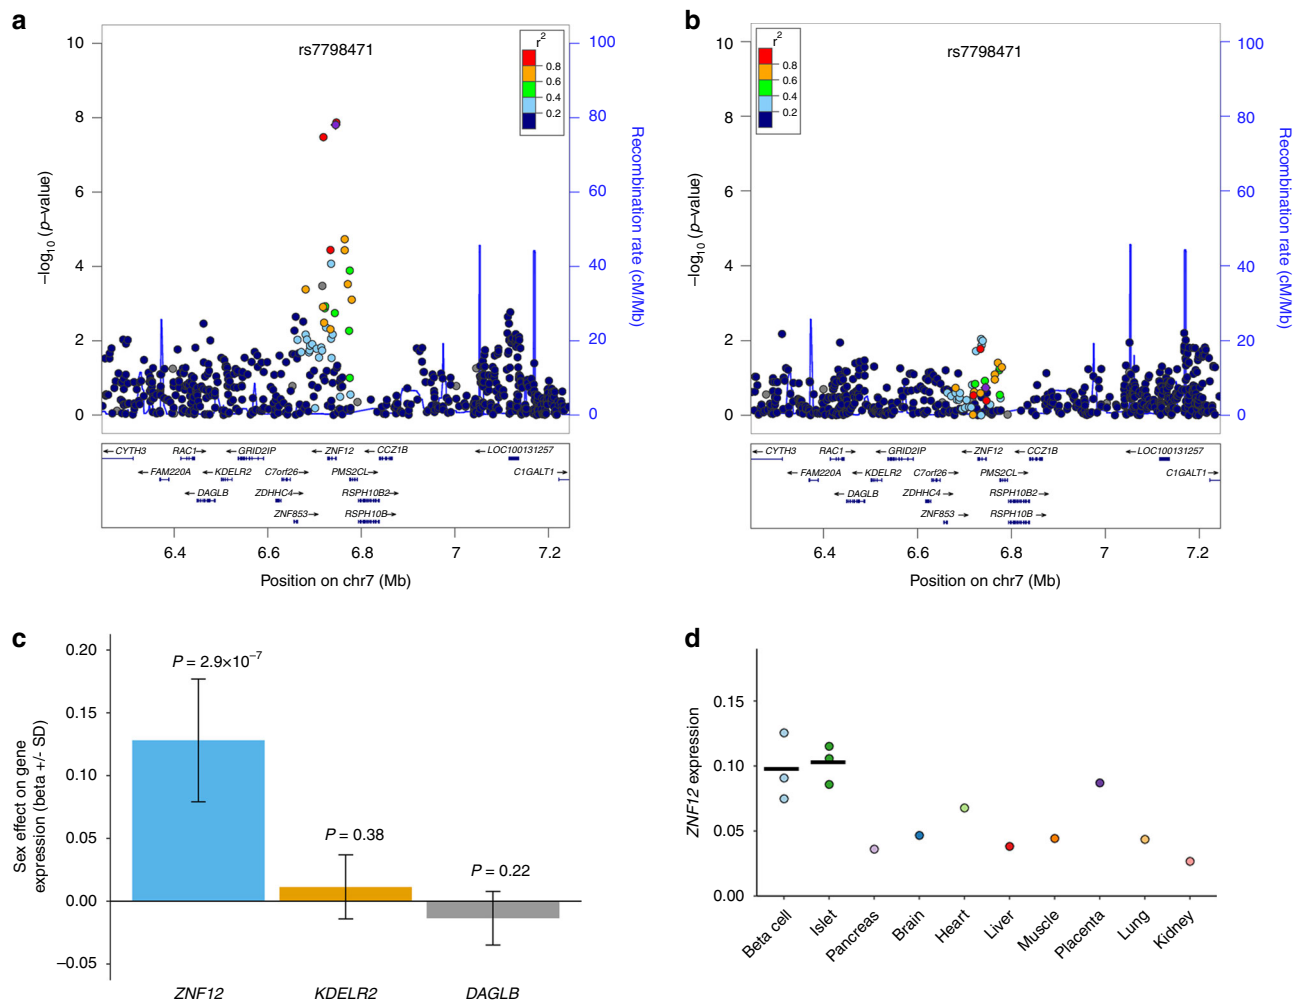 a
rs7798471
r2
0.8
0.6
0.4
0.2
10
8
6
4
2
0
–log10 (p–value)
100
80
60
40
20
0
Recombination rate (cM/Mb)
←CYTH3
RAC1→
←GRID2IP
←ZNF12
←CCZ1B
←LOC100131257
←FAM220A
←KDELR2
C7orf26→
PMS2CL→
C1GALT1→
←DAGLB
ZDHHC4→
RSPH10B2→
ZNF853→
RSPH10B→
6.4
6.6
6.8
7
7.2
Position on chr7 (Mb)
b
rs7798471
r2
0.8
0.6
0.4
0.2
10
8
6
4
2
0
–log10 (p–value)
100
80
60
40
20
0
Recombination rate (cM/Mb)
←CYTH3
RAC1→
←GRID2IP
←ZNF12
←CCZ1B
←LOC100131257
←FAM220A
←KDELR2
C7orf26→
PMS2CL→
C1GALT1→
←DAGLB
ZDHHC4→
RSPH10B2→
ZNF853→
RSPH10B→
6.4
6.6
6.8
7
7.2
Position on chr7 (Mb)
c
Sex effect on gene
expression (beta +/- SD)
0.20
0.15
0.10
0.05
0.00
–0.05
P = 2.9×10–7
P = 0.38
P = 0.22
ZNF12
KDELR2
DAGLB
d
ZNF12 expression
0.15
0.10
0.05
0.00
Beta cell
Islet
Pancreas
Brain
Heart
Liver
Muscle
Placenta
Lung
Kidney